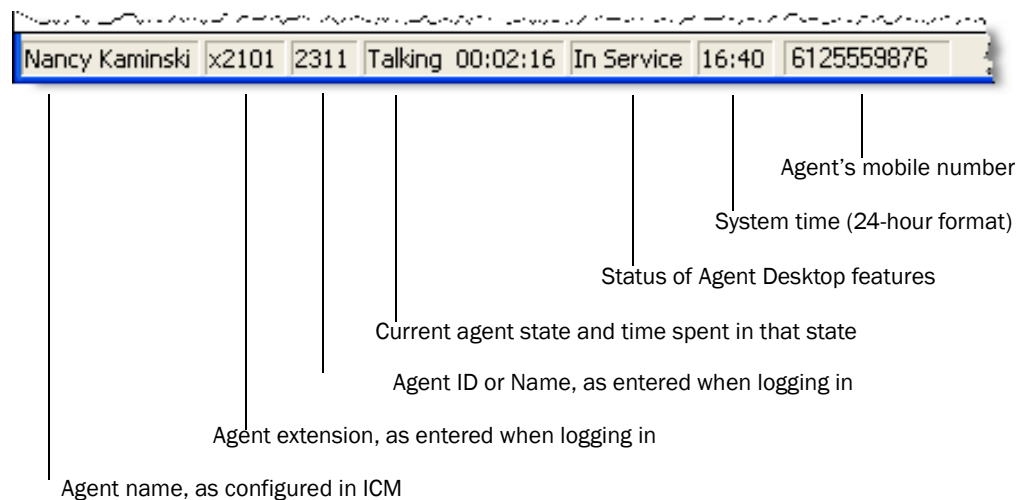 Nancy Kaminski x2101 2311 Talking 00:02:16 In Service 16:40 6125559876
Agent's mobile number
System time (24-hour format)
Status of Agent Desktop features
Current agent state and time spent in that state
Agent ID or Name, as entered when logging in
Agent extension, as entered when logging in
Agent name, as configured in ICM